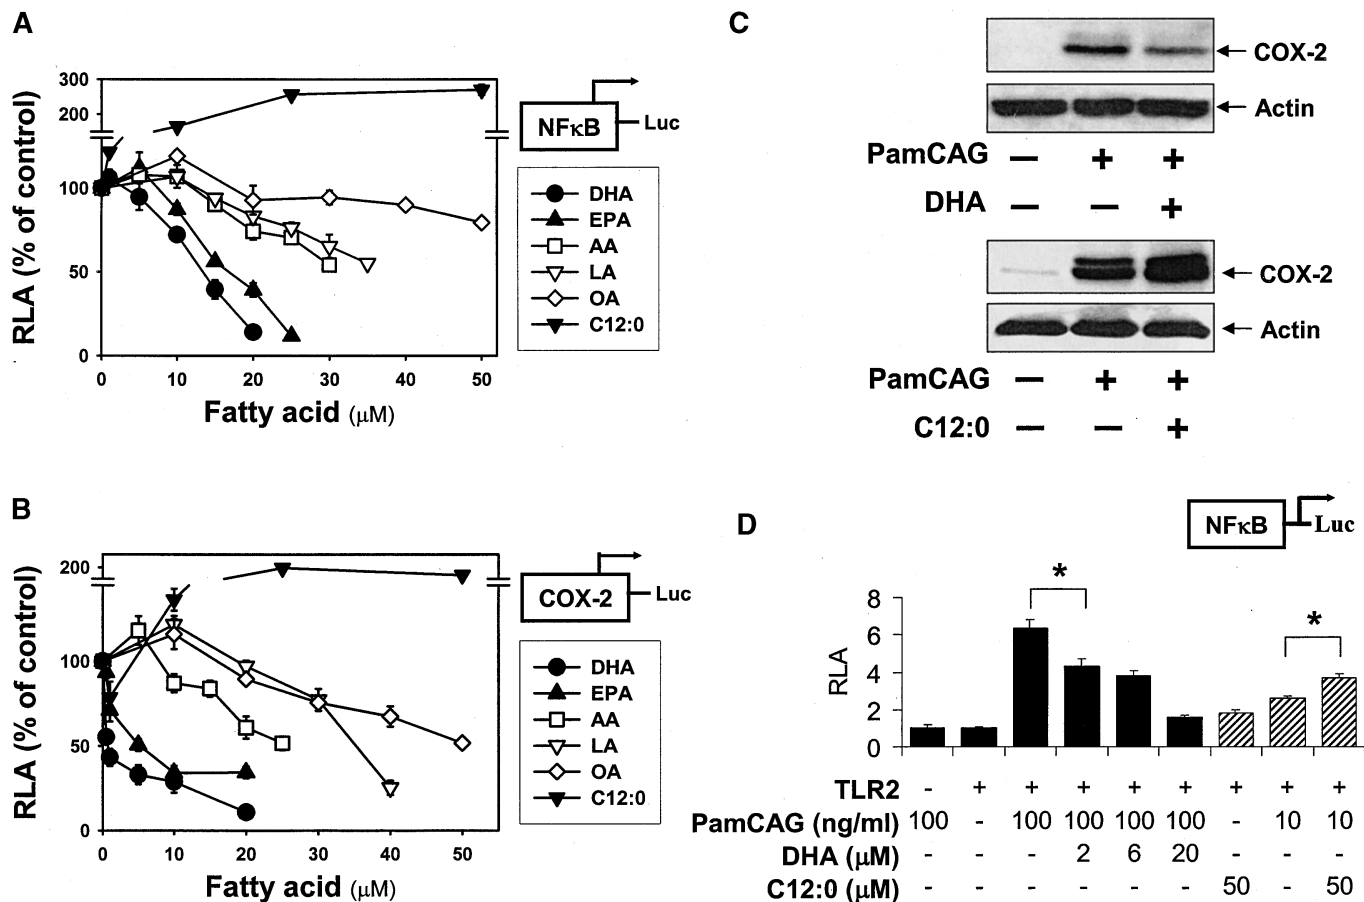 A
RLA (% of control)
300
200
100
50
0
0 10 20 30 40 50
Fatty acid (μM)
NFκB Luc
DHA
EPA
AA
LA
OA
C12:0
B
RLA (% of control)
200
100
50
0
0 10 20 30 40 50
Fatty acid (μM)
COX-2 Luc
DHA
EPA
AA
LA
OA
C12:0
C
COX-2
Actin
PamCAG − + +
DHA − − +
COX-2
Actin
PamCAG − + +
C12:0 − − +
D
NFκB Luc
RLA
8
6
4
2
0
* *
TLR2 - + + + + + + + +
PamCAG (ng/ml) 100 - 100 100 100 100 - 10 10
DHA (μM) - - - 2 6 20 - - -
C12:0 (μM) - - - - - - 50 - 50